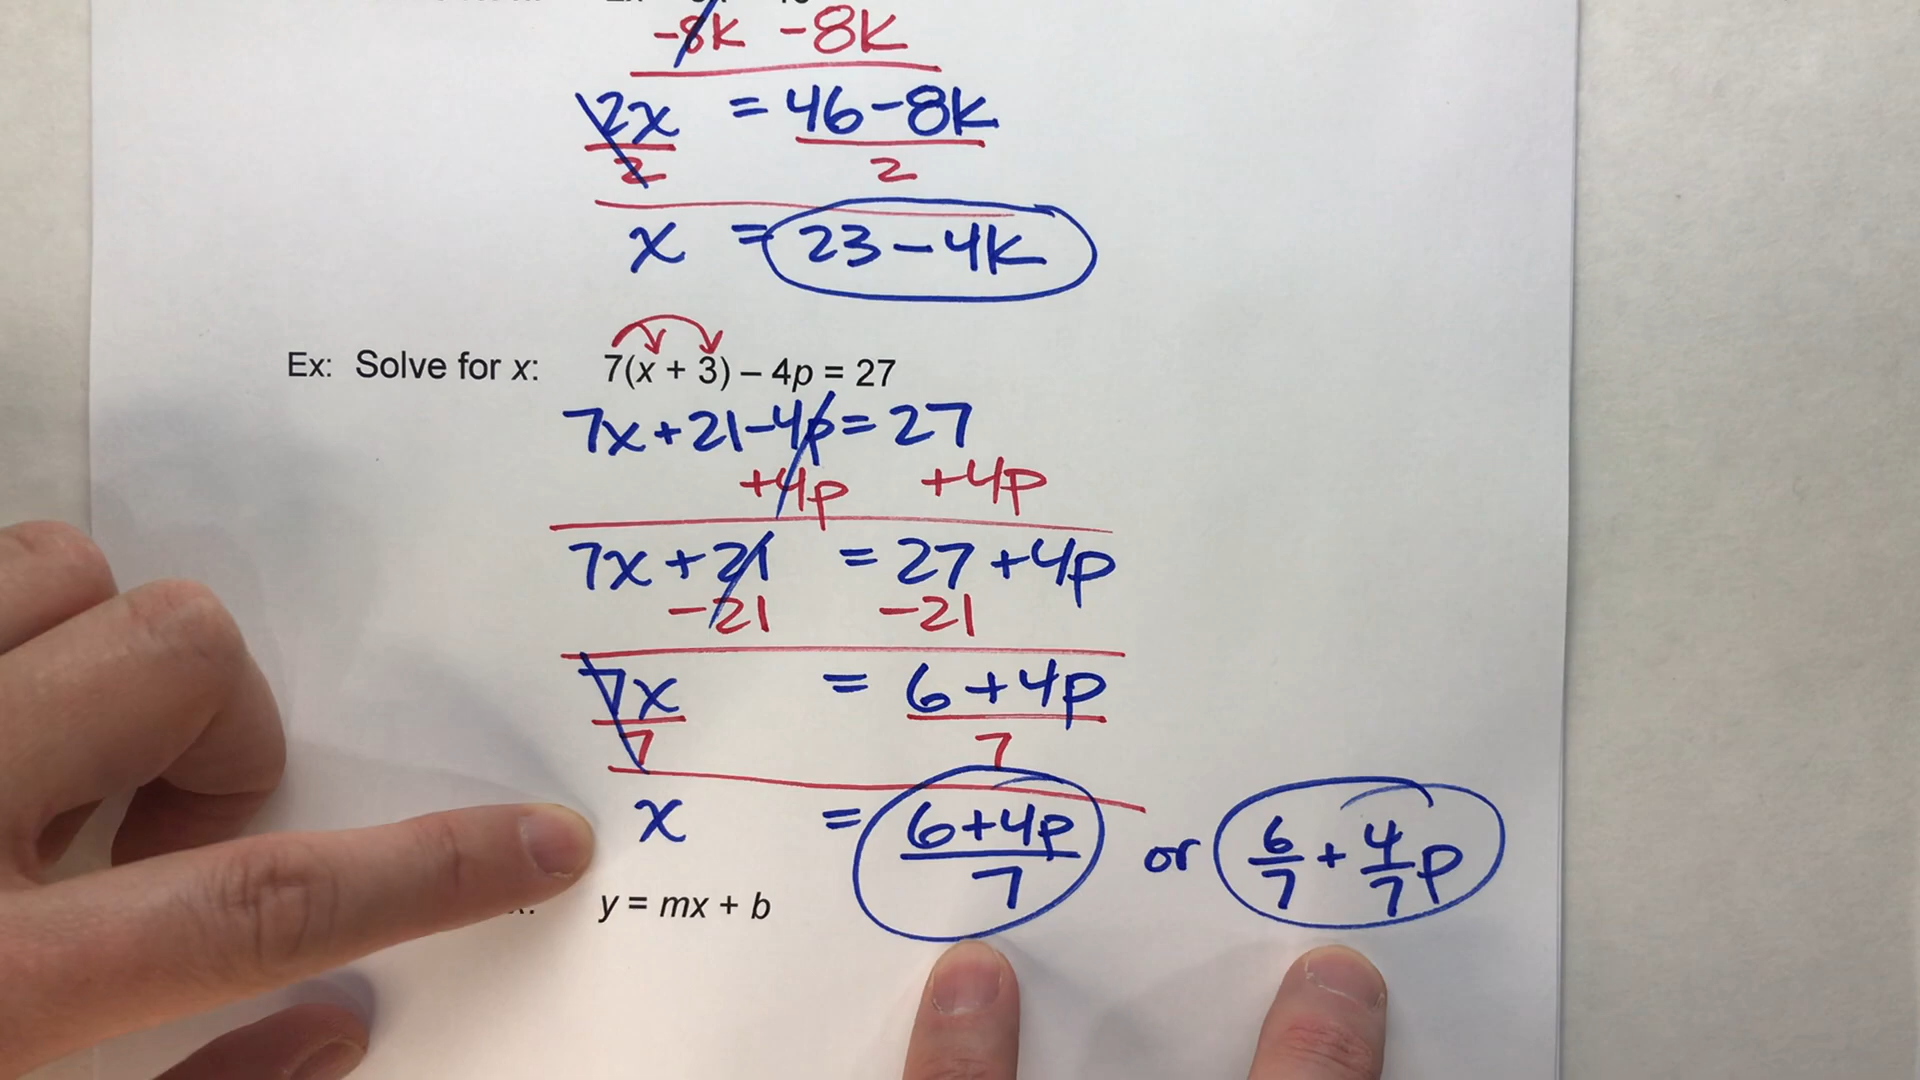 -8k -8k
2x = 46-8k
2 2
x = 23-4k
Ex: Solve for x: 7(x + 3) – 4p = 27
7x+21-4p=27
+4p +4p
7x+21 = 27+4p
-21 -21
7x = 6+4p
7 7
x = 6+4p or 6 + 4 p
7 7 7
y = mx + b